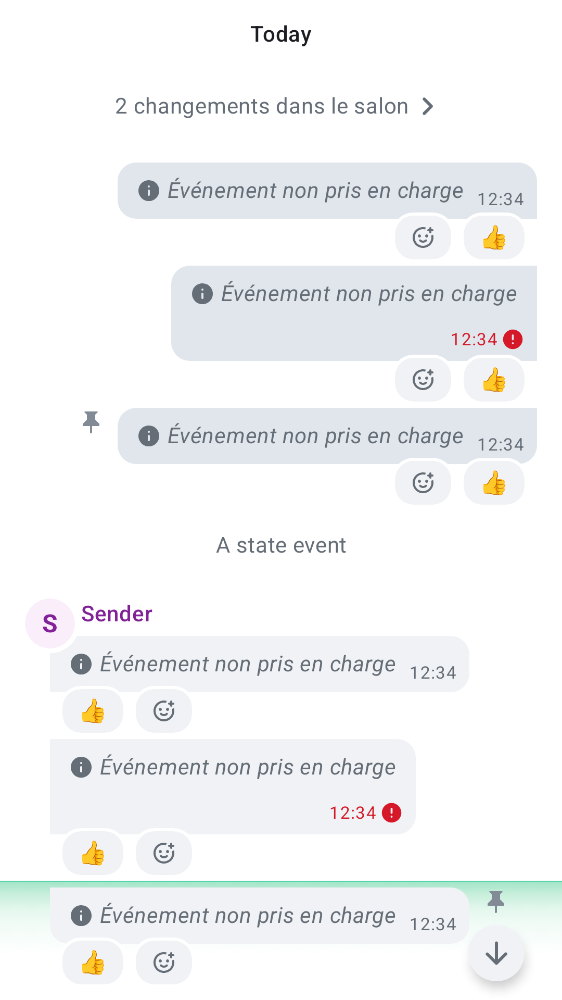 Today
2 changements dans le salon
Événement non pris en charge 12:34
👍
Événement non pris en charge
12:34
👍
Événement non pris en charge 12:34
👍
A state event
S Sender
Événement non pris en charge 12:34
👍
Événement non pris en charge
12:34
👍
Événement non pris en charge 12:34
👍